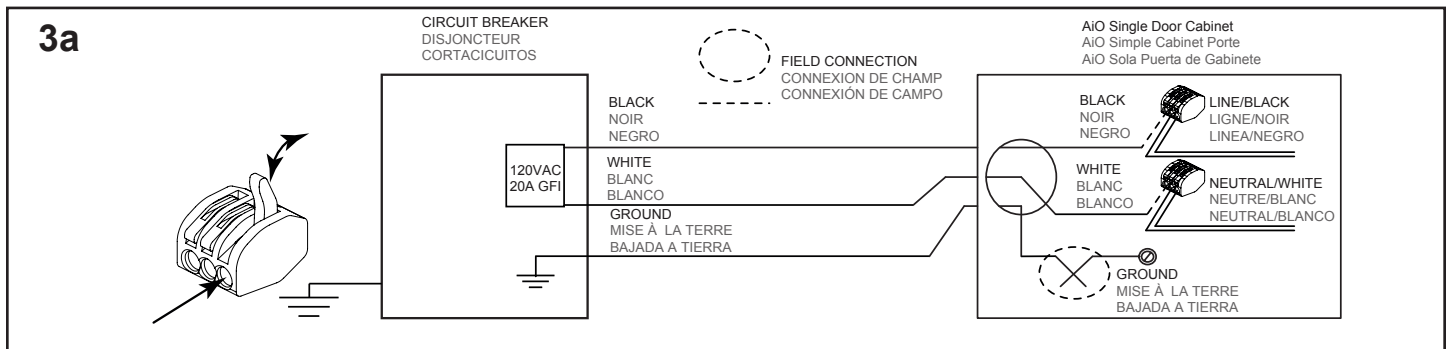 3a
CIRCUIT BREAKER
DISJONCTEUR
CORTACICUITOS
FIELD CONNECTION
CONNEXION DE CHAMP
CONNEXIÓN DE CAMPO
AiO Single Door Cabinet
AiO Simple Cabinet Porte
AiO Sola Puerta de Gabinete
120VAC
20A GFI
BLACK
NOIR
NEGRO
WHITE
BLANC
BLANCO
GROUND
MISE À LA TERRE
BAJADA A TIERRA
BLACK
NOIR
NEGRO
LINE/BLACK
LIGNE/NOIR
LINEA/NEGRO
WHITE
BLANC
BLANCO
NEUTRAL/WHITE
NEUTRE/BLANC
NEUTRAL/BLANCO
GROUND
MISE À LA TERRE
BAJADA A TIERRA